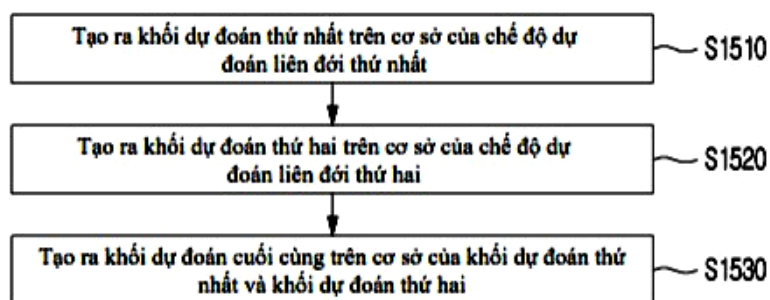 Tạo ra khối dự đoán thứ nhất trên cơ sở của chế độ dự
đoán liên đới thứ nhất
S1510
Tạo ra khối dự đoán thứ hai trên cơ sở của chế độ dự
đoán liên đới thứ hai
S1520
Tạo ra khối dự đoán cuối cùng trên cơ sở của khối dự đoán thứ
nhất và khối dự đoán thứ hai
S1530